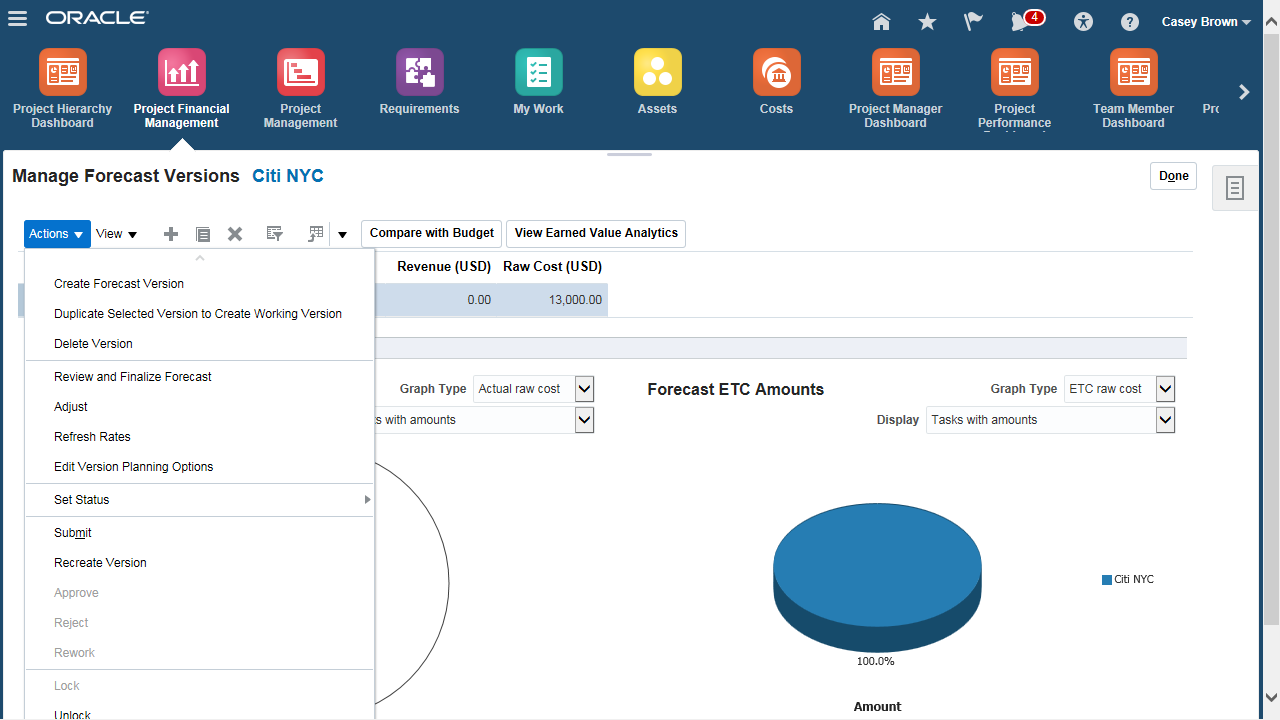 ORACLE
4
Casey Brown
Project Hierarchy
Dashboard
Project Financial
Management
Project
Management
Requirements
My Work
Assets
Costs
Project Manager
Dashboard
Project
Performance
Team Member
Dashboard
Manage Forecast Versions Citi NYC
Done
Actions View Compare with Budget View Earned Value Analytics
Revenue (USD) Raw Cost (USD)
0.00 13,000.00
Create Forecast Version
Duplicate Selected Version to Create Working Version
Delete Version
Review and Finalize Forecast
Adjust
Refresh Rates
Edit Version Planning Options
Set Status
Submit
Recreate Version
Approve
Reject
Rework
Lock
Unlock
Graph Type Actual raw cost
s with amounts
Forecast ETC Amounts Graph Type ETC raw cost
Display Tasks with amounts
Citi NYC
100.0%
Amount